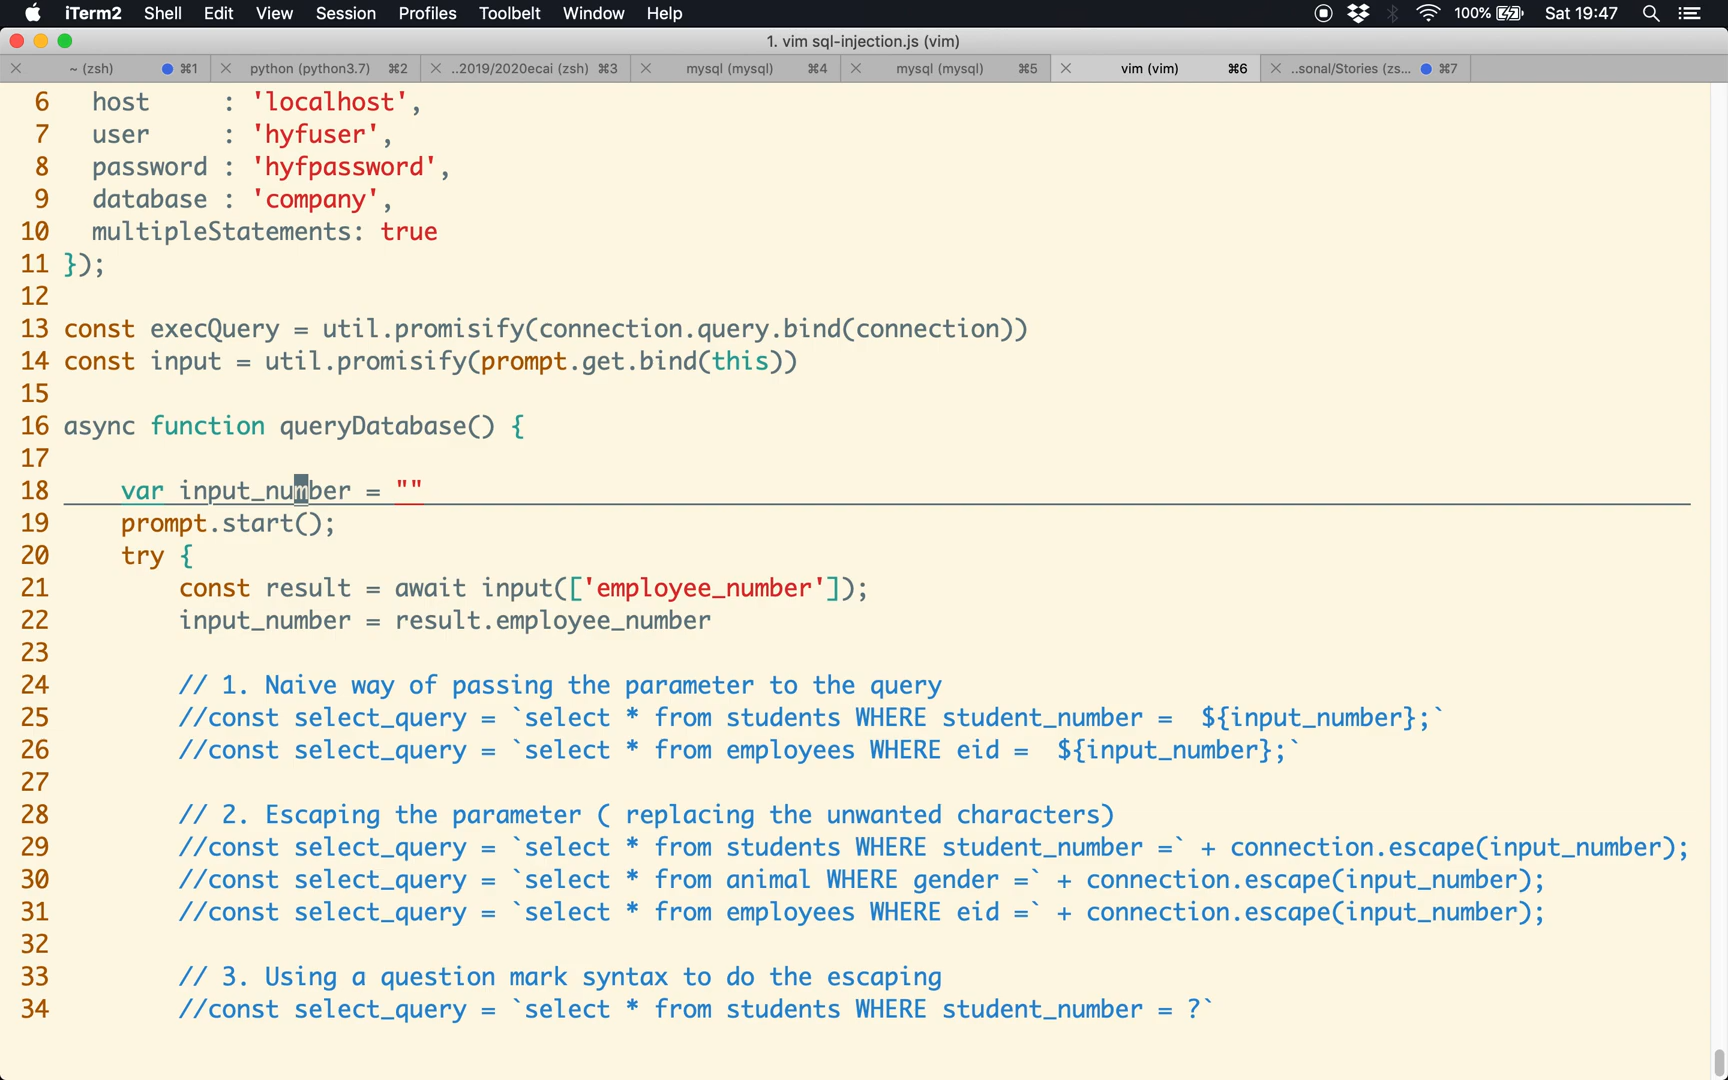 iTerm2 Shell Edit View Session Profiles Toolbelt Window Help 100% Sat 19:47
1. vim sql-injection.js (vim)
~ (zsh) ⌘1 python (python3.7) ⌘2 ..2019/2020ecai (zsh) ⌘3 mysql (mysql) ⌘4 mysql (mysql) ⌘5 vim (vim) ⌘6 ..sonal/Stories (zs... ⌘7
6 host : 'localhost',
7 user : 'hyfuser',
8 password : 'hyfpassword',
9 database : 'company',
10 multipleStatements: true
11 });
12
13 const execQuery = util.promisify(connection.query.bind(connection))
14 const input = util.promisify(prompt.get.bind(this))
15
16 async function queryDatabase() {
17
18 var input_number = ""
19 prompt.start();
20 try {
21 const result = await input(['employee_number']);
22 input_number = result.employee_number
23
24 // 1. Naive way of passing the parameter to the query
25 //const select_query = `select * from students WHERE student_number =  ${input_number};`
26 //const select_query = `select * from employees WHERE eid =  ${input_number};`
27
28 // 2. Escaping the parameter ( replacing the unwanted characters)
29 //const select_query = `select * from students WHERE student_number =` + connection.escape(input_number);
30 //const select_query = `select * from animal WHERE gender =` + connection.escape(input_number);
31 //const select_query = `select * from employees WHERE eid =` + connection.escape(input_number);
32
33 // 3. Using a question mark syntax to do the escaping
34 //const select_query = `select * from students WHERE student_number = ?`